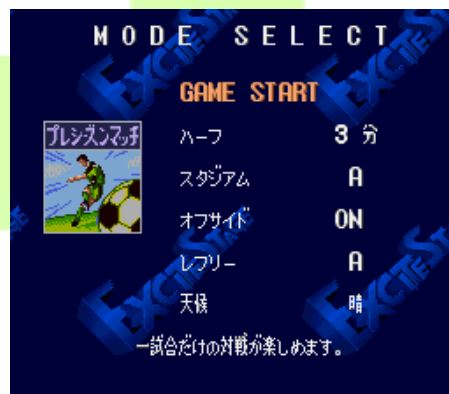 MODE SELECT
GAME START
プレシーズンマッチ
ハーフ 3 分
スタジアム A
オフサイド ON
レフリー A
天候 晴
一試合だけの対戦が楽しめます。